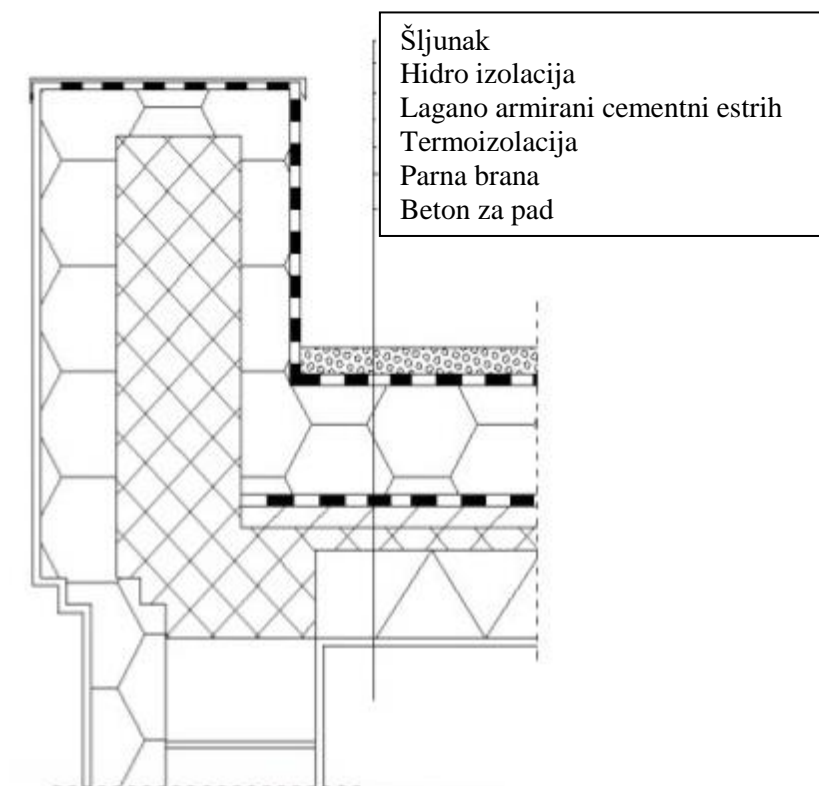 Šljunak
Hidro izolacija
Lagano armirani cementni estrih
Termoizolacija
Parna brana
Beton za pad